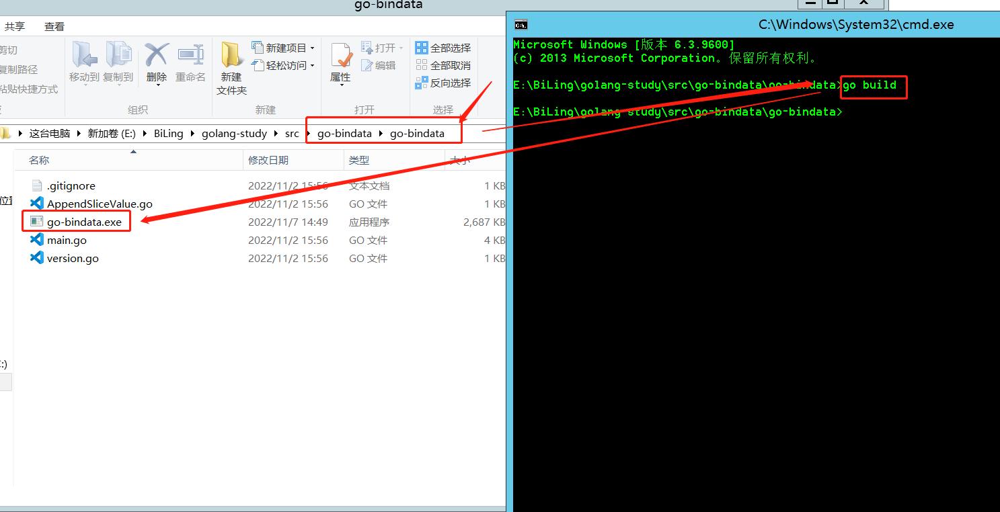 go-bindata
共享 查看
剪切
复制路径
粘贴快捷方式
移动到 复制到 删除 重命名
组织
新建
文件夹
新建项目
轻松访问
新建
属性
打开
编辑
打开
全部选择
全部取消
反向选择
选择
这台电脑 新加卷 (E:) BiLing golang-study src go-bindata go-bindata
名称 修改日期 类型 大小
.gitignore 2022/11/2 15:56 文本文档 1 KB
AppendSliceValue.go 2022/11/2 15:56 GO 文件 1 KB
go-bindata.exe 2022/11/7 14:49 应用程序 2,687 KB
main.go 2022/11/2 15:56 GO 文件 4 KB
version.go 2022/11/2 15:56 GO 文件 1 KB
位置
:)
C:\Windows\System32\cmd.exe
Microsoft Windows [版本 6.3.9600]
(c) 2013 Microsoft Corporation。保留所有权利。
E:\BiLing\golang-study\src\go-bindata\go-bindata>go build
E:\BiLing\golang-study\src\go-bindata\go-bindata>